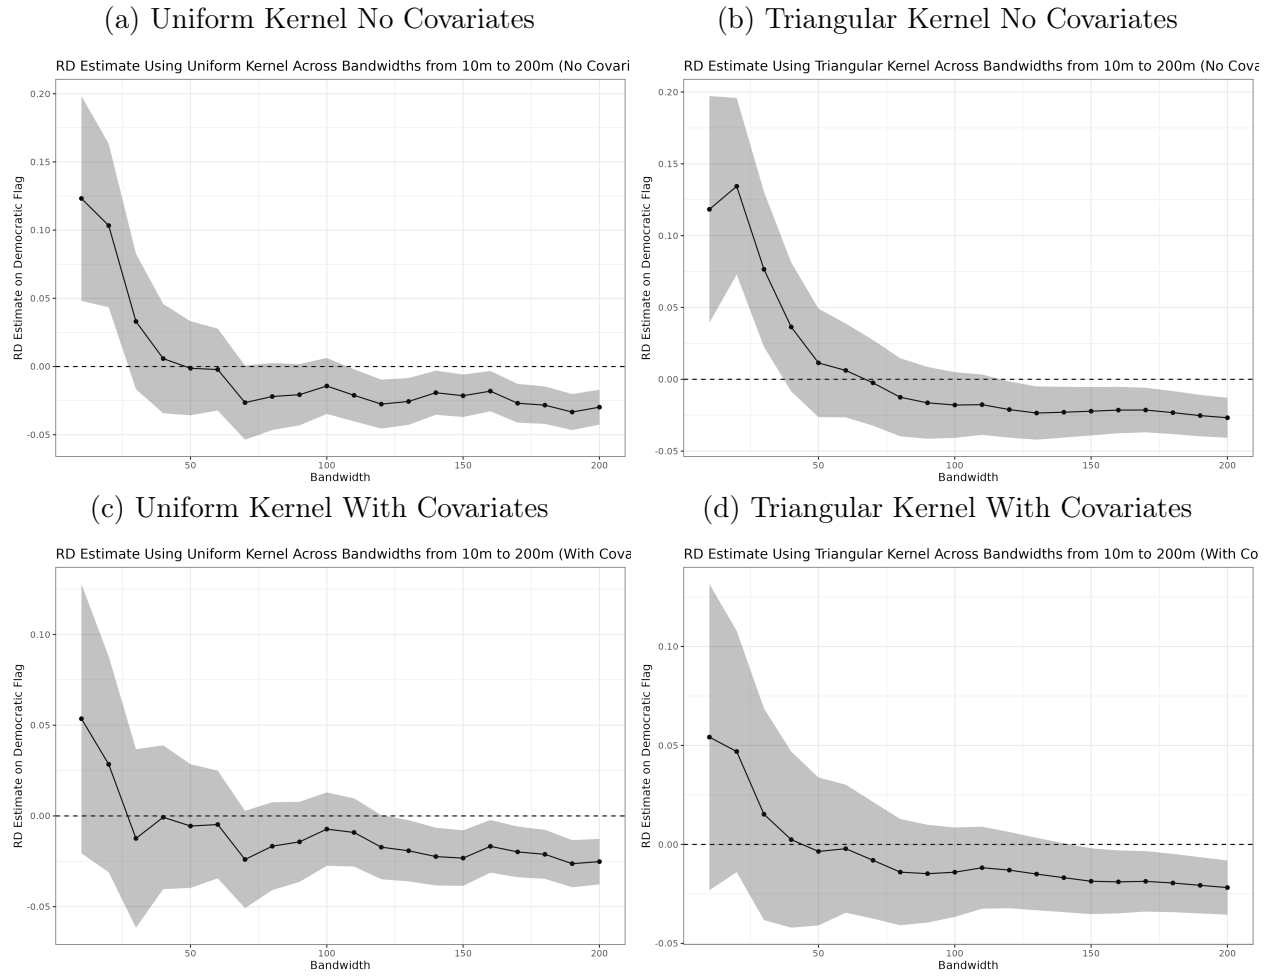 (a) Uniform Kernel No Covariates
RD Estimate Using Uniform Kernel Across Bandwidths from 10m to 200m (No Covari
RD Estimate on Democratic Flag
0.20
0.15
0.10
0.05
0.00
-0.05
50
100
150
200
Bandwidth
(b) Triangular Kernel No Covariates
RD Estimate Using Triangular Kernel Across Bandwidths from 10m to 200m (No Cova
RD Estimate on Democratic Flag
0.20
0.15
0.10
0.05
0.00
-0.05
50
100
150
200
Bandwidth
(c) Uniform Kernel With Covariates
RD Estimate Using Uniform Kernel Across Bandwidths from 10m to 200m (With Cova
RD Estimate on Democratic Flag
0.10
0.05
0.00
-0.05
50
100
150
200
Bandwidth
(d) Triangular Kernel With Covariates
RD Estimate Using Triangular Kernel Across Bandwidths from 10m to 200m (With Co
RD Estimate on Democratic Flag
0.10
0.05
0.00
-0.05
50
100
150
200
Bandwidth